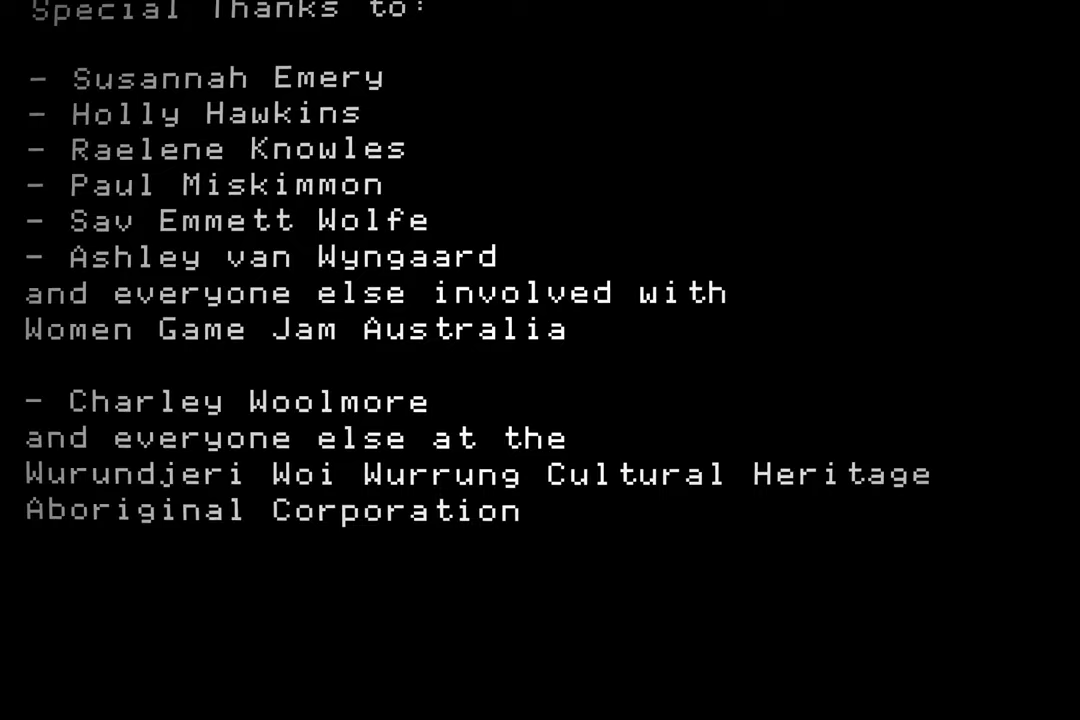 Special Thanks to:
- Susannah Emery
- Holly Hawkins
- Raelene Knowles
- Paul Miskimmon
- Sav Emmett Wolfe
- Ashley van Wyngaard
and everyone else involved with
Women Game Jam Australia
- Charley Woolmore
and everyone else at the
Wurundjeri Woi Wurrung Cultural Heritage
Aboriginal Corporation